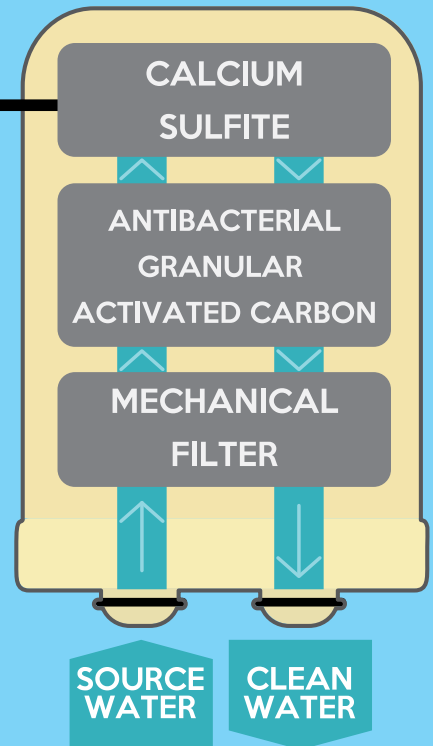 CALCIUM
SULFITE
ANTIBACTERIAL
GRANULAR
ACTIVATED CARBON
MECHANICAL
FILTER
SOURCE
WATER
CLEAN
WATER